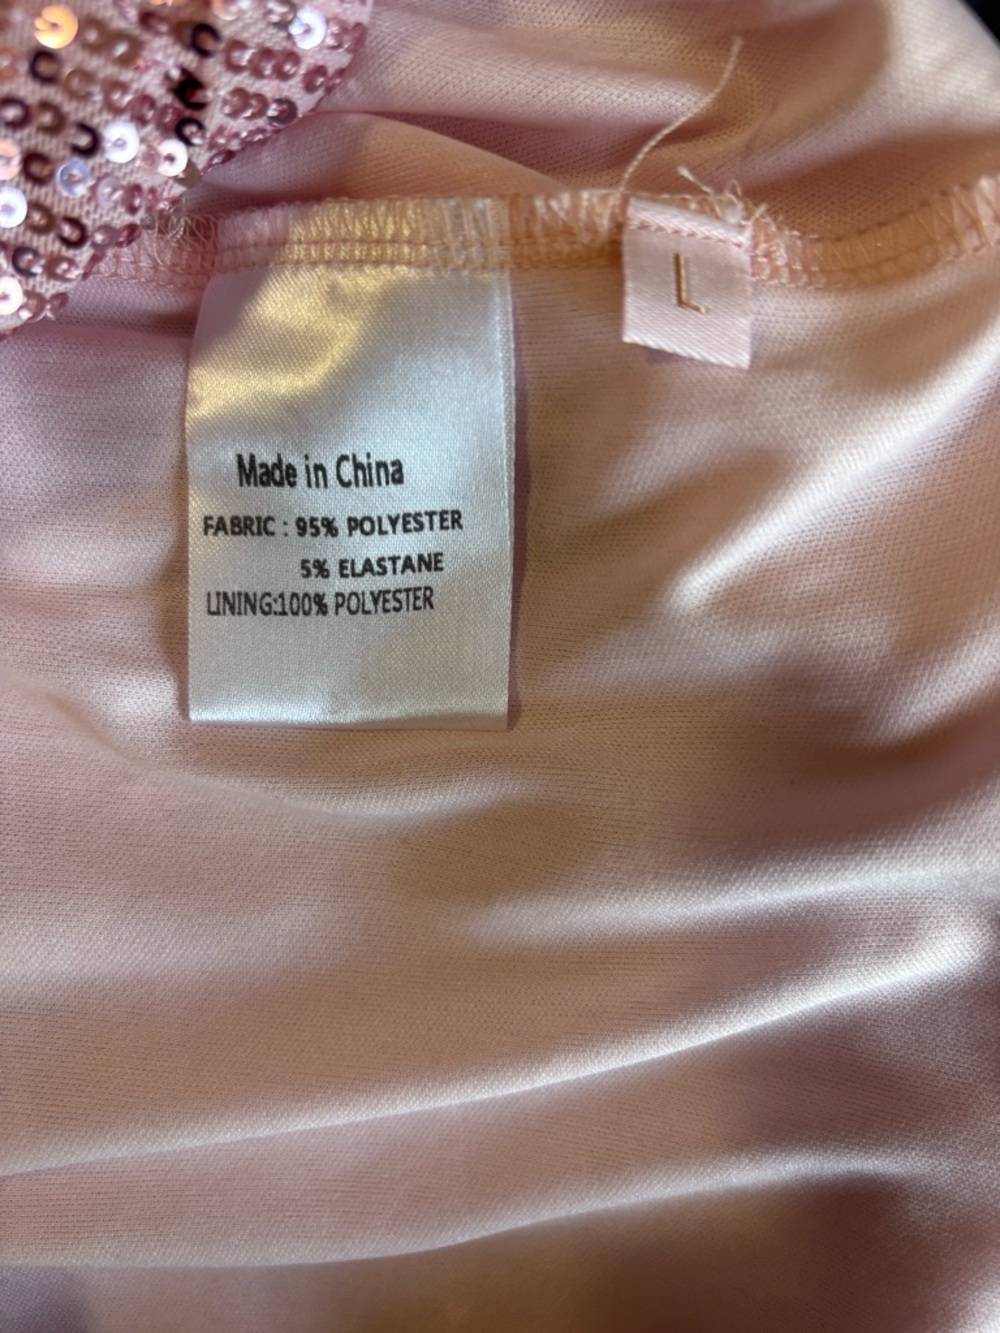 L
Made in China
FABRIC : 95% POLYESTER
5% ELASTANE
LINING:100% POLYESTER